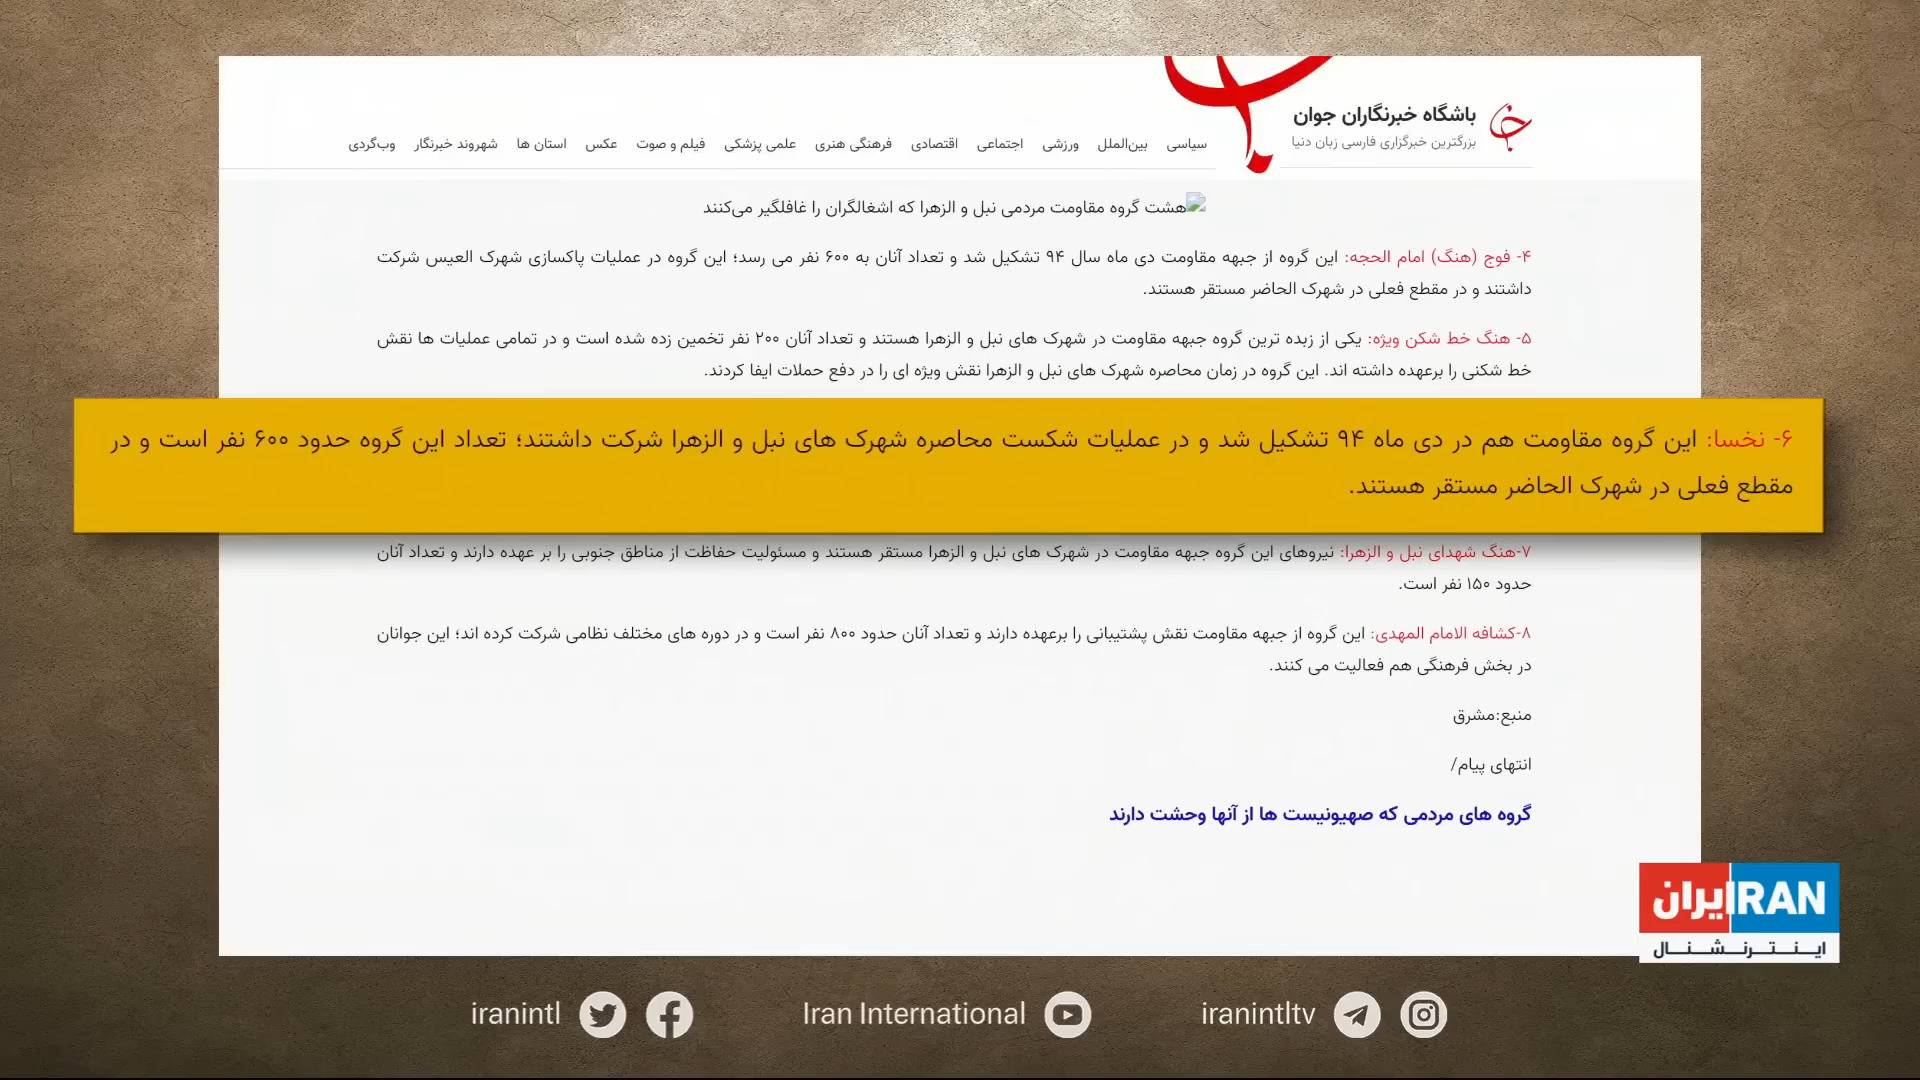 باشگاه خبرنگاران جوان
بزرگترین خبرگزاری فارسی زبان دنیا
سیاسی بین‌الملل ورزشی اجتماعی اقتصادی فرهنگی هنری علمی پزشکی فیلم و صوت عکس استان ها شهروند خبرنگار وب‌گردی
هشت گروه مقاومت مردمی نبل و الزهرا که اشغالگران را غافلگیر می‌کنند
۴- فوج (هنگ) امام الحجه: این گروه از جبهه مقاومت دی ماه سال ۹۴ تشکیل شد و تعداد آنان به ۶۰۰ نفر می رسد؛ این گروه در عملیات پاکسازی شهرک العیس شرکت
داشتند و در مقطع فعلی در شهرک الحاضر مستقر هستند.
۵- هنگ خط شکن ویژه: یکی از زبده ترین گروه جبهه مقاومت در شهرک های نبل و الزهرا هستند و تعداد آنان ۲۰۰ نفر تخمین زده شده است و در تمامی عملیات ها نقش
خط شکنی را برعهده داشته اند. این گروه در زمان محاصره شهرک های نبل و الزهرا نقش ویژه ای را در دفع حملات ایفا کردند.
۶- نخسا: این گروه مقاومت هم در دی ماه ۹۴ تشکیل شد و در عملیات شکست محاصره شهرک های نبل و الزهرا شرکت داشتند؛ تعداد این گروه حدود ۶۰۰ نفر است و در
مقطع فعلی در شهرک الحاضر مستقر هستند.
۷-هنگ شهدای نبل و الزهرا: نیروهای این گروه جبهه مقاومت در شهرک های نبل و الزهرا مستقر هستند و مسئولیت حفاظت از مناطق جنوبی را بر عهده دارند و تعداد آنان
حدود ۱۵۰ نفر است.
۸-کشافه الامام المهدی: این گروه از جبهه مقاومت نقش پشتیبانی را برعهده دارند و تعداد آنان حدود ۸۰۰ نفر است و در دوره های مختلف نظامی شرکت کرده اند؛ این جوانان
در بخش فرهنگی هم فعالیت می کنند.
منبع:مشرق
انتهای پیام/
گروه های مردمی که صهیونیست ها از آنها وحشت دارند
ایران IRAN
اینترنشنال
iranintl Iran International iranintltv